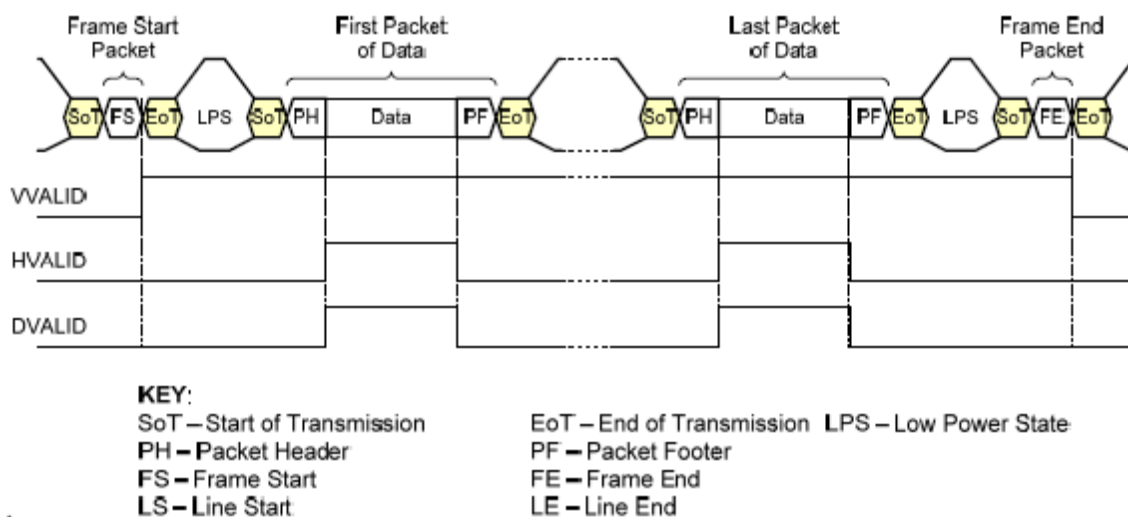 Frame Start Packet
First Packet of Data
Last Packet of Data
Frame End Packet
SoT FS EoT LPS SoT PH Data PF EoT SoT PH Data PF EoT LPS SoT FE EoT
VVALID
HVALID
DVALID
KEY:
SoT – Start of Transmission EoT – End of Transmission LPS – Low Power State
PH – Packet Header PF – Packet Footer
FS – Frame Start FE – Frame End
LS – Line Start LE – Line End